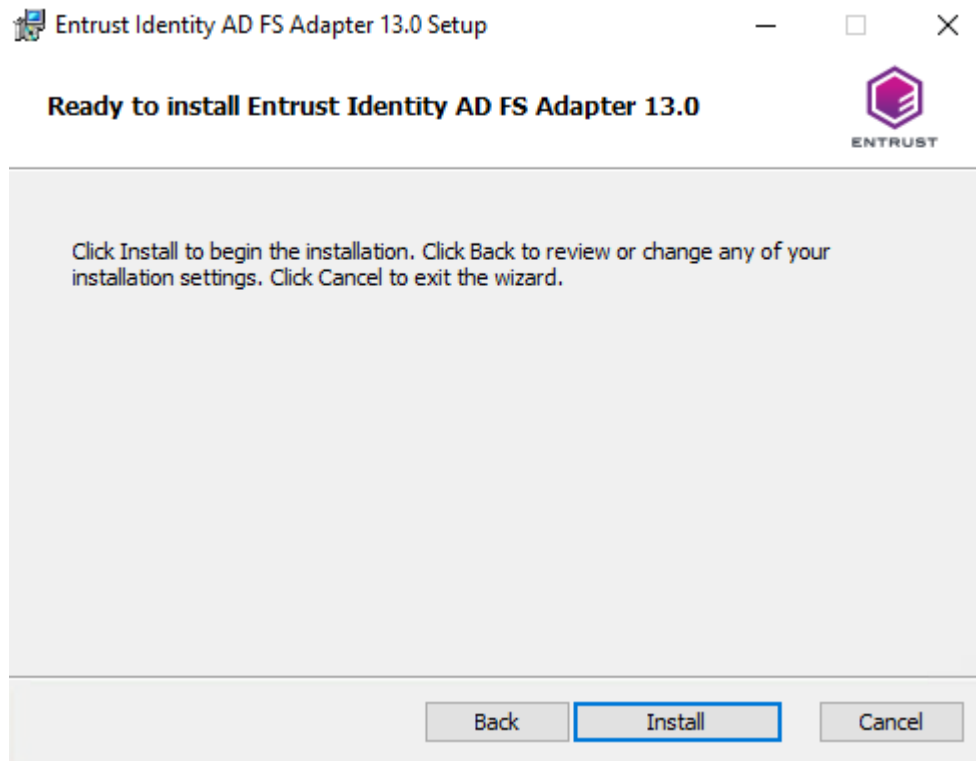 Entrust Identity AD FS Adapter 13.0 Setup
Ready to install Entrust Identity AD FS Adapter 13.0
ENTRUST
Click Install to begin the installation. Click Back to review or change any of your
installation settings. Click Cancel to exit the wizard.
Back Install Cancel